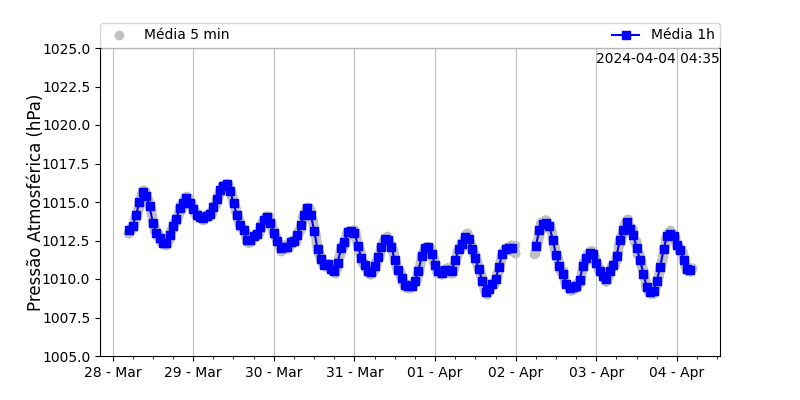 Média 5 min
Média 1h
2024-04-04 04:35
Pressão Atmosférica (hPa)
1025.0
1022.5
1020.0
1017.5
1015.0
1012.5
1010.0
1007.5
1005.0
28 - Mar
29 - Mar
30 - Mar
31 - Mar
01 - Apr
02 - Apr
03 - Apr
04 - Apr